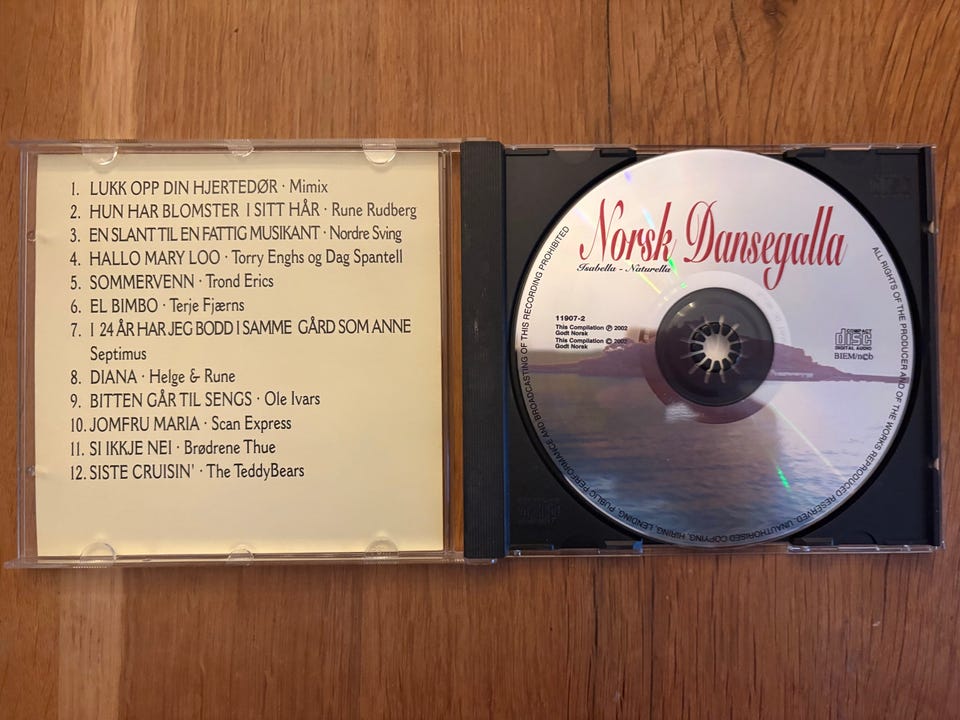 1. LUKK OPP DIN HJERTEDØR · Mimix
2. HUN HAR BLOMSTER I SITT HÅR · Rune Rudberg
3. EN SLANT TIL EN FATTIG MUSIKANT · Nordre Sving
4. HALLO MARY LOO · Torry Enghs og Dag Spantell
5. SOMMERVENN · Trond Erics
6. EL BIMBO · Terje Fjærns
7. I 24 ÅR HAR JEG BODD I SAMME GÅRD SOM ANNE
Septimus
8. DIANA · Helge & Rune
9. BITTEN GÅR TIL SENGS · Ole Ivars
10. JOMFRU MARIA · Scan Express
11. SI IKKJE NEI · Brødrene Thue
12. SISTE CRUISIN' · The TeddyBears
Norsk Dansegalla
Isabella - Naturella
11907-2
This Compilation ℗ 2002
Godt Norsk
This Compilation © 2002
Godt Norsk
COMPACT
disc
DIGITAL AUDIO
BIEM/n©b
ALL RIGHTS OF THE PRODUCER AND OF THE WORKS REPRODUCED RESERVED. UNAUTHORISED COPYING, HIRING, LENDING, PUBLIC PERFORMANCE AND BROADCASTING OF THIS RECORDING PROHIBITED